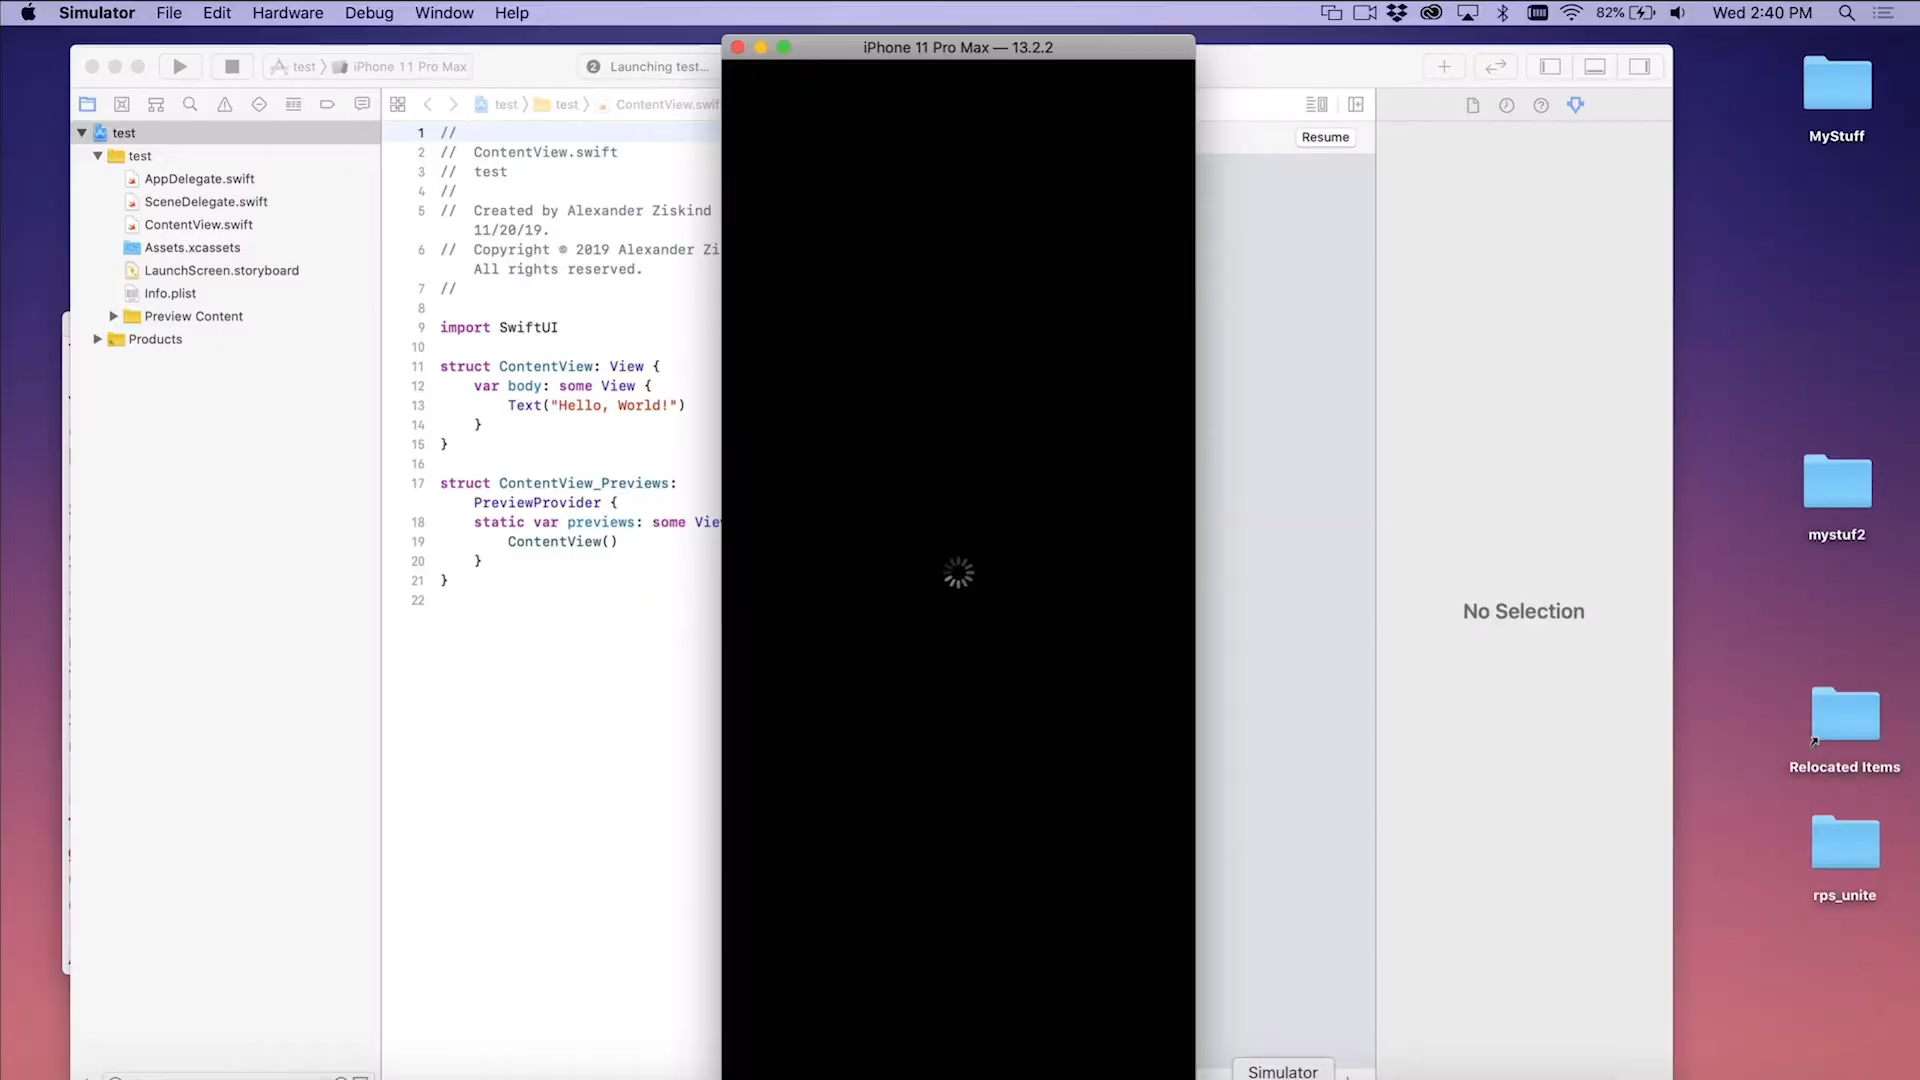 Simulator File Edit Hardware Debug Window Help
82% Wed 2:40 PM
iPhone 11 Pro Max — 13.2.2
test iPhone 11 Pro Max
2 Launching test...
test test ContentView.swif
Resume
test
test
AppDelegate.swift
SceneDelegate.swift
ContentView.swift
Assets.xcassets
LaunchScreen.storyboard
Info.plist
Preview Content
Products
1 //
2 // ContentView.swift
3 // test
4 //
5 // Created by Alexander Ziskind
11/20/19.
6 // Copyright © 2019 Alexander Zi
All rights reserved.
7 //
8
9 import SwiftUI
10
11 struct ContentView: View {
12 var body: some View {
13 Text("Hello, World!")
14 }
15 }
16
17 struct ContentView_Previews:
PreviewProvider {
18 static var previews: some View
19 ContentView()
20 }
21 }
22
No Selection
Simulator
MyStuff
mystuf2
Relocated Items
rps_unite